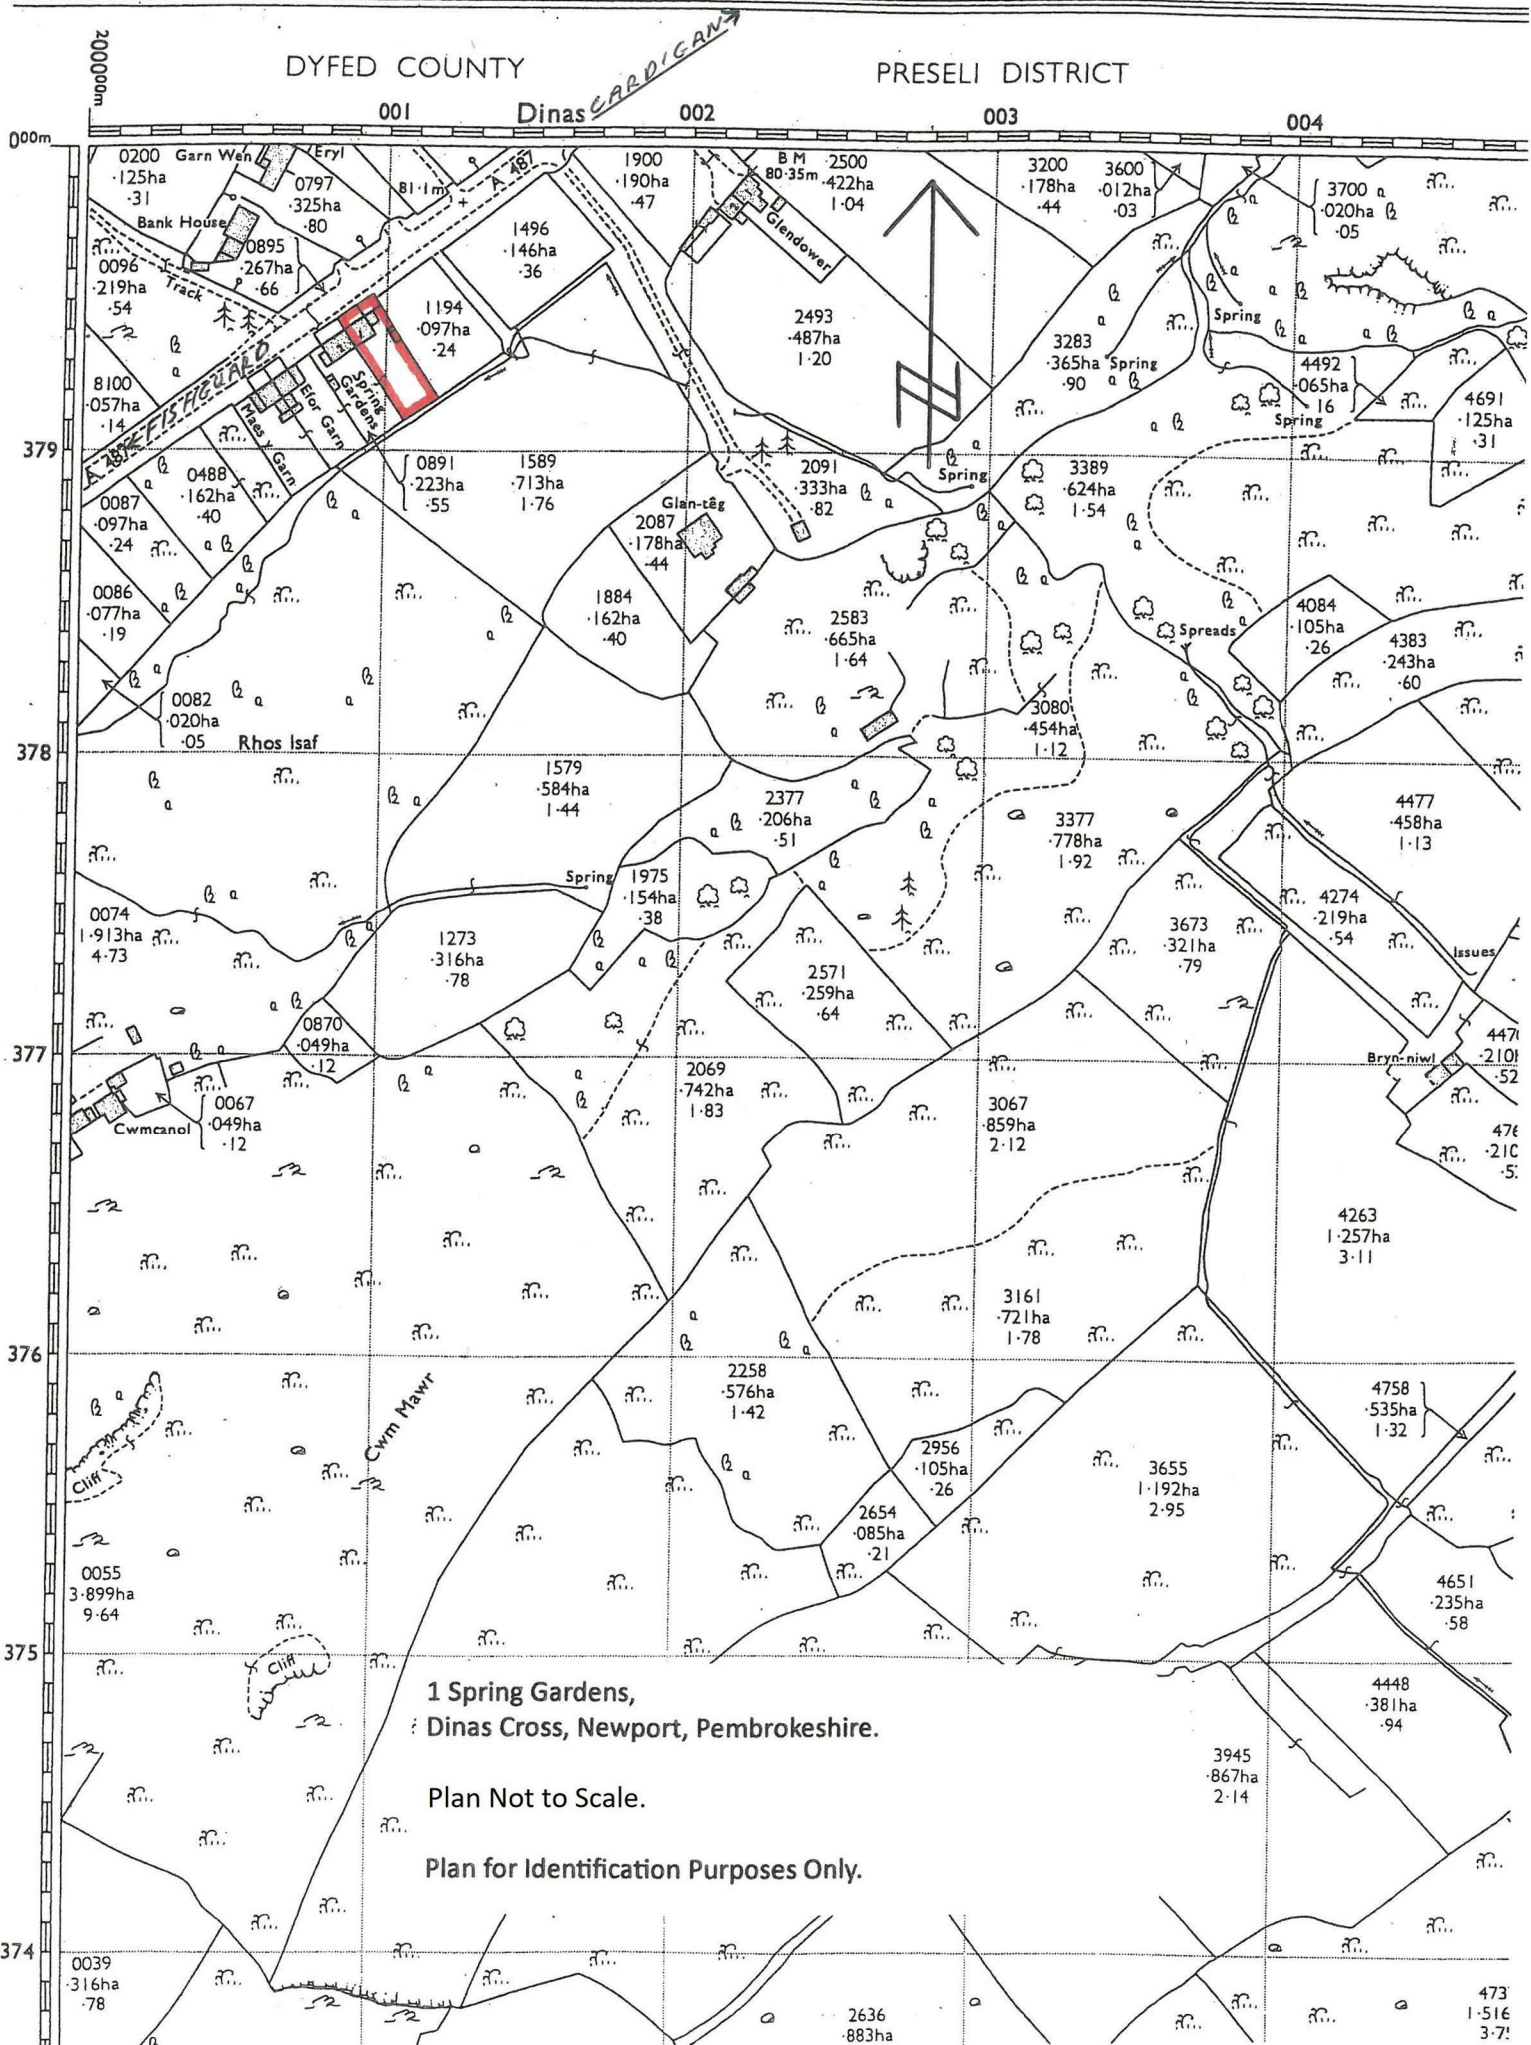 DYFED COUNTY
CARDIGAN
PRESELI DISTRICT
200000m
Dinas
001
002
003
004
000m
0200
·125ha
·31
Garn Wen
Eryl
0797
·325ha
·80
81·1m
A 487
1900
·190ha
·47
B M
80·35m
2500
·422ha
1·04
3200
·178ha
·44
3600
·012ha
·03
3700
·020ha
·05
Bank House
0895
·267ha
·66
1496
·146ha
·36
Glendower
0096
·219ha
·54
Track
1194
·097ha
·24
2493
·487ha
1·20
Spring
3283
·365ha
·90
Spring
4492
·065ha
·16
4691
·125ha
·31
8100
·057ha
·14
FISHGUARD
A 487
Maes y Garn
Efor Garn
Spring
Gardens
Spring
379
0488
·162ha
·40
0891
·223ha
·55
1589
·713ha
1·76
2091
·333ha
·82
Spring
3389
·624ha
1·54
0087
·097ha
·24
Glan-têg
2087
·178ha
·44
0086
·077ha
·19
1884
·162ha
·40
2583
·665ha
1·64
Spreads
4084
·105ha
·26
4383
·243ha
·60
0082
·020ha
·05
Rhos Isaf
3080
·454ha
1·12
378
1579
·584ha
1·44
2377
·206ha
·51
3377
·778ha
1·92
4477
·458ha
1·13
Spring
1975
·154ha
·38
4274
·219ha
·54
0074
1·913ha
4·73
1273
·316ha
·78
3673
·321ha
·79
Issues
2571
·259ha
·64
377
0870
·049ha
·12
Bryn-niwl
·52
0067
·049ha
·12
Cwmcanol
2069
·742ha
1·83
3067
·859ha
2·12
4263
1·257ha
3·11
3161
·721ha
1·78
376
2258
·576ha
1·42
4758
·535ha
1·32
Cwm Mawr
Cliff
2956
·105ha
·26
3655
1·192ha
2·95
2654
·085ha
·21
0055
3·899ha
9·64
4651
·235ha
·58
375
Cliff
1 Spring Gardens,
Dinas Cross, Newport, Pembrokeshire.
4448
·381ha
·94
3945
·867ha
2·14
Plan Not to Scale.
Plan for Identification Purposes Only.
374
0039
·316ha
·78
2636
·883ha
473
1·516